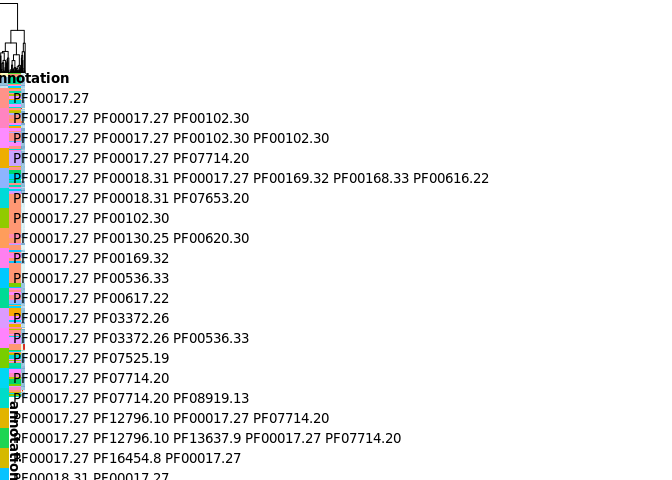 nnotation
PF00017.27
PF00017.27 PF00017.27 PF00102.30
PF00017.27 PF00017.27 PF00102.30 PF00102.30
PF00017.27 PF00017.27 PF07714.20
PF00017.27 PF00018.31 PF00017.27 PF00169.32 PF00168.33 PF00616.22
PF00017.27 PF00018.31 PF07653.20
PF00017.27 PF00102.30
PF00017.27 PF00130.25 PF00620.30
PF00017.27 PF00169.32
PF00017.27 PF00536.33
PF00017.27 PF00617.22
PF00017.27 PF03372.26
PF00017.27 PF03372.26 PF00536.33
PF00017.27 PF07525.19
PF00017.27 PF07714.20
PF00017.27 PF07714.20 PF08919.13
PF00017.27 PF12796.10 PF00017.27 PF07714.20
PF00017.27 PF12796.10 PF13637.9 PF00017.27 PF07714.20
PF00017.27 PF16454.8 PF00017.27
PF00018.31 PF00017.27
annotation